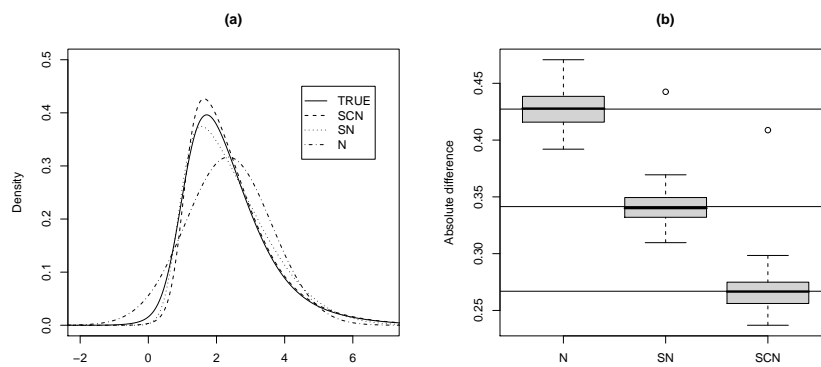 (a)
Density
0.0
0.1
0.2
0.3
0.4
0.5
−2
0
2
4
6
TRUE
SCN
SN
N
(b)
Absolute difference
0.25
0.30
0.35
0.40
0.45
N
SN
SCN